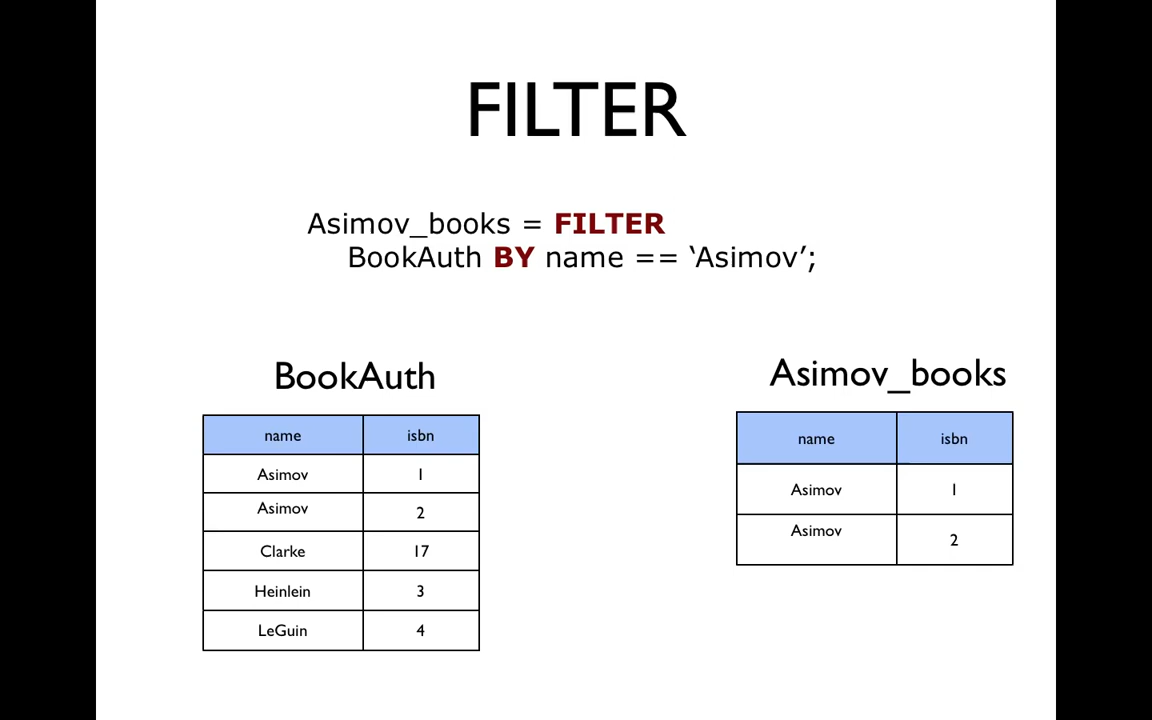 FILTER
Asimov_books = FILTER
BookAuth BY name == ‘Asimov’;
BookAuth
name isbn
Asimov 1
Asimov 2
Clarke 17
Heinlein 3
LeGuin 4
Asimov_books
name isbn
Asimov 1
Asimov 2